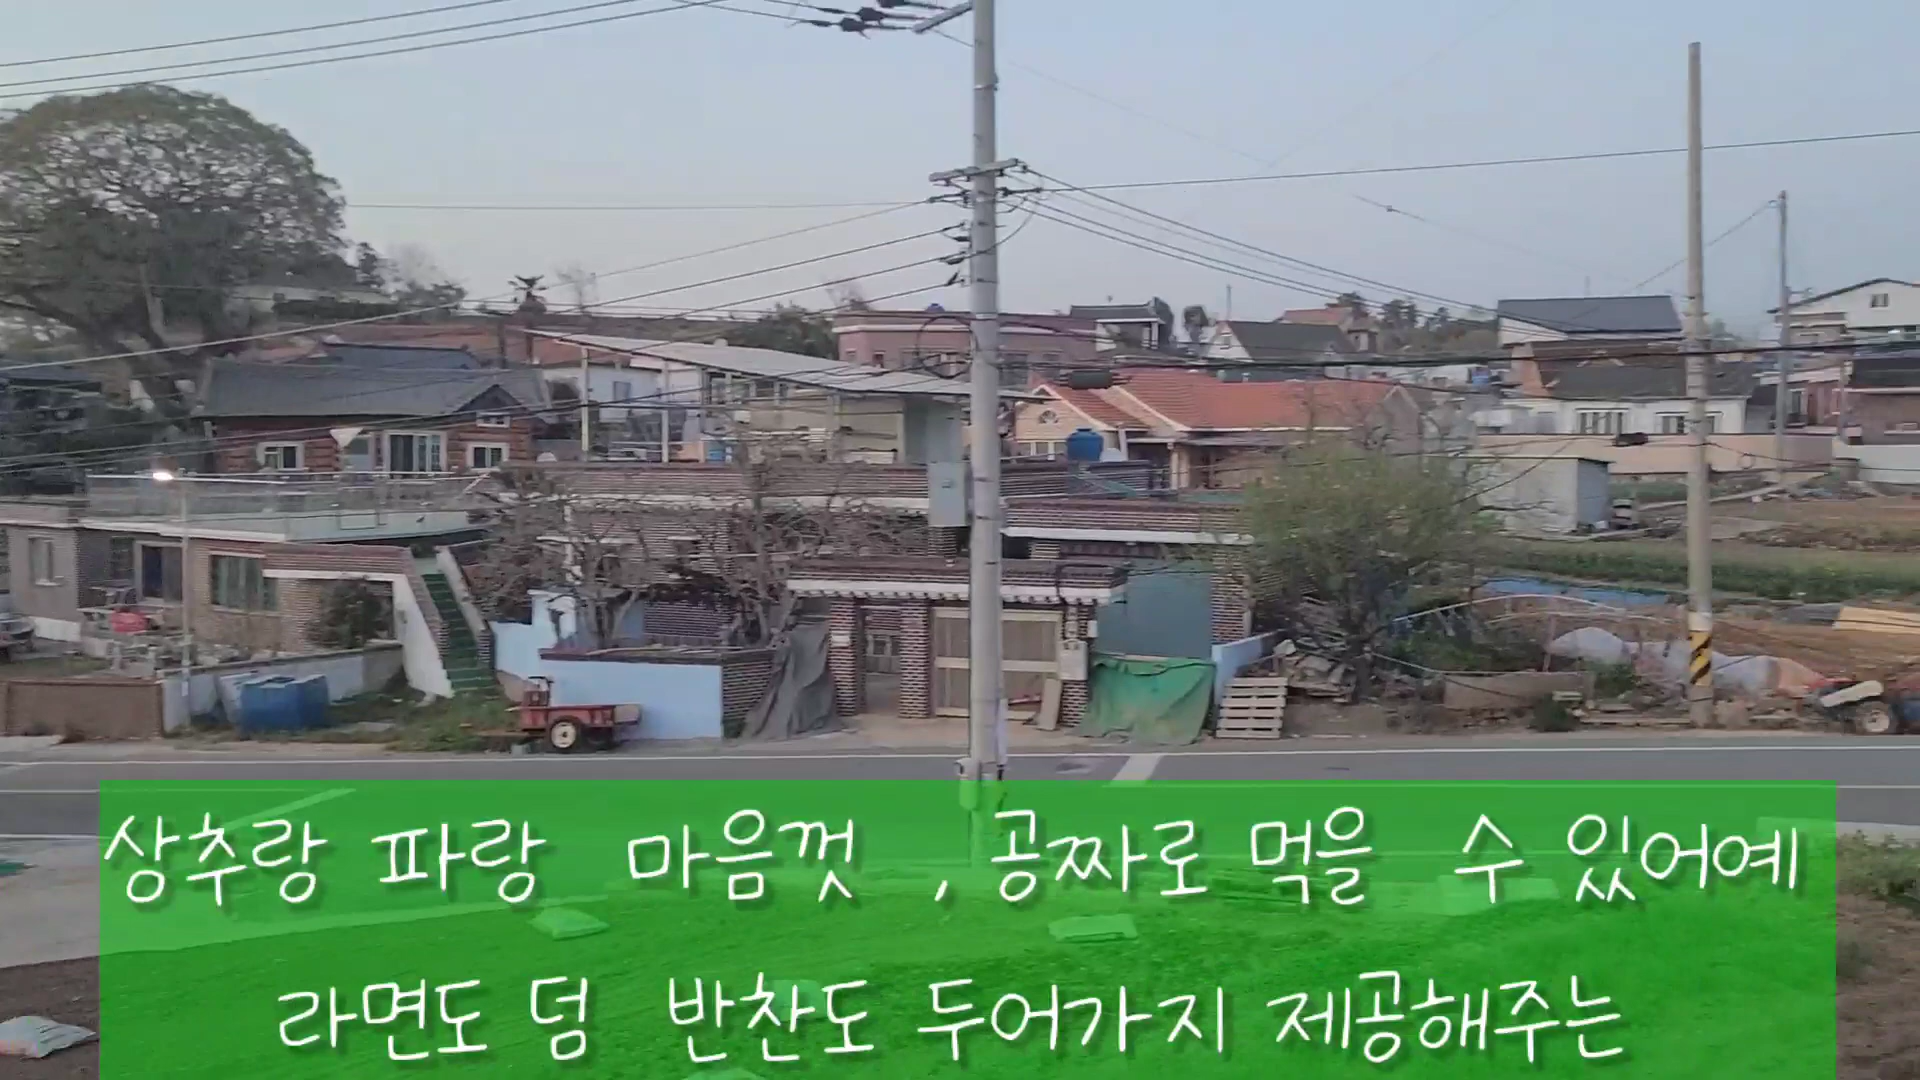 상추랑 파랑 마음껏 , 공짜로 먹을 수 있어예
라면도 덤 반찬도 두어가지 제공해주는